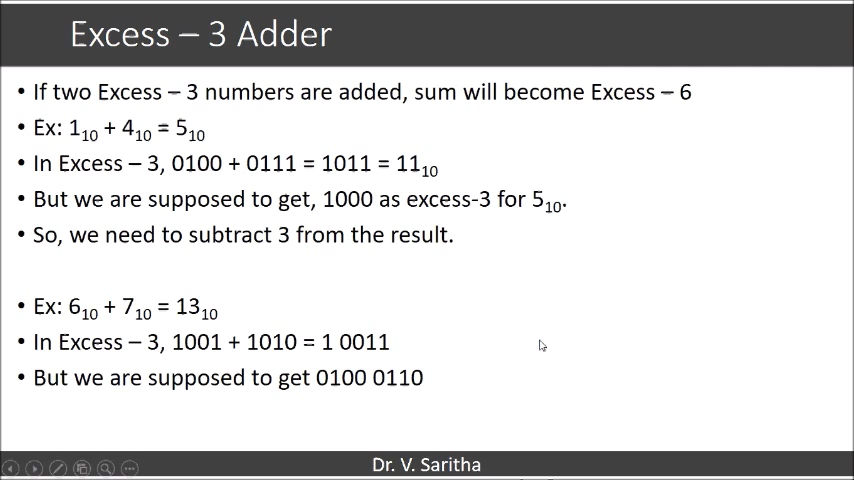 Excess – 3 Adder
• If two Excess – 3 numbers are added, sum will become Excess – 6
• Ex: 1₁₀ + 4₁₀ = 5₁₀
• In Excess – 3, 0100 + 0111 = 1011 = 11₁₀
• But we are supposed to get, 1000 as excess-3 for 5₁₀.
• So, we need to subtract 3 from the result.
• Ex: 6₁₀ + 7₁₀ = 13₁₀
• In Excess – 3, 1001 + 1010 = 1 0011
• But we are supposed to get 0100 0110
Dr. V. Saritha